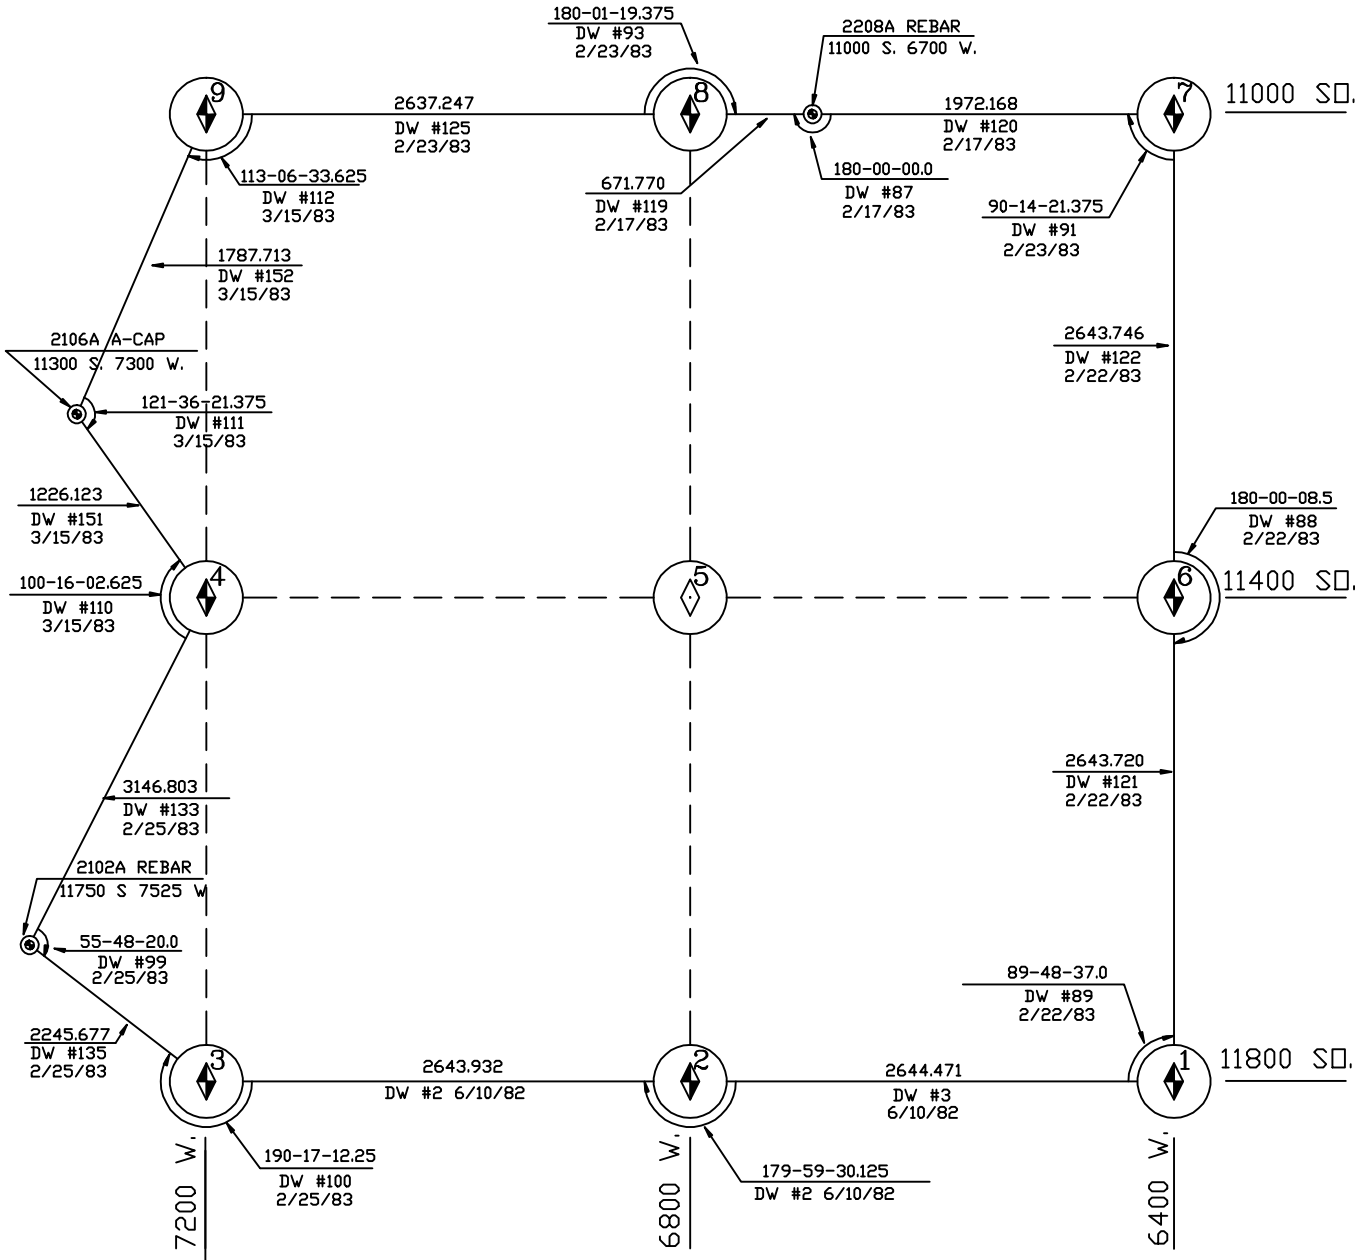 180-01-19.375
DW #93
2/23/83
2208A REBAR
11000 S. 6700 W.
9
2637.247
DW #125
2/23/83
8
1972.168
DW #120
2/17/83
7
11000 SO.
113-06-33.625
DW #112
3/15/83
671.770
DW #119
2/17/83
180-00-00.0
DW #87
2/17/83
90-14-21.375
DW #91
2/23/83
1787.713
DW #152
3/15/83
2106A A-CAP
11300 S. 7300 W.
2643.746
DW #122
2/22/83
121-36-21.375
DW #111
3/15/83
1226.123
DW #151
3/15/83
180-00-08.5
DW #88
2/22/83
100-16-02.625
DW #110
3/15/83
4
5
6
11400 SO.
3146.803
DW #133
2/25/83
2643.720
DW #121
2/22/83
2102A REBAR
11750 S 7525 W
55-48-20.0
DW #99
2/25/83
89-48-37.0
DW #89
2/22/83
2245.677
DW #135
2/25/83
3
2643.932
DW #2 6/10/82
2
2644.471
DW #3
6/10/82
1
11800 SO.
190-17-12.25
DW #100
2/25/83
179-59-30.125
DW #2 6/10/82
7200 W.
6800 W.
6400 W.